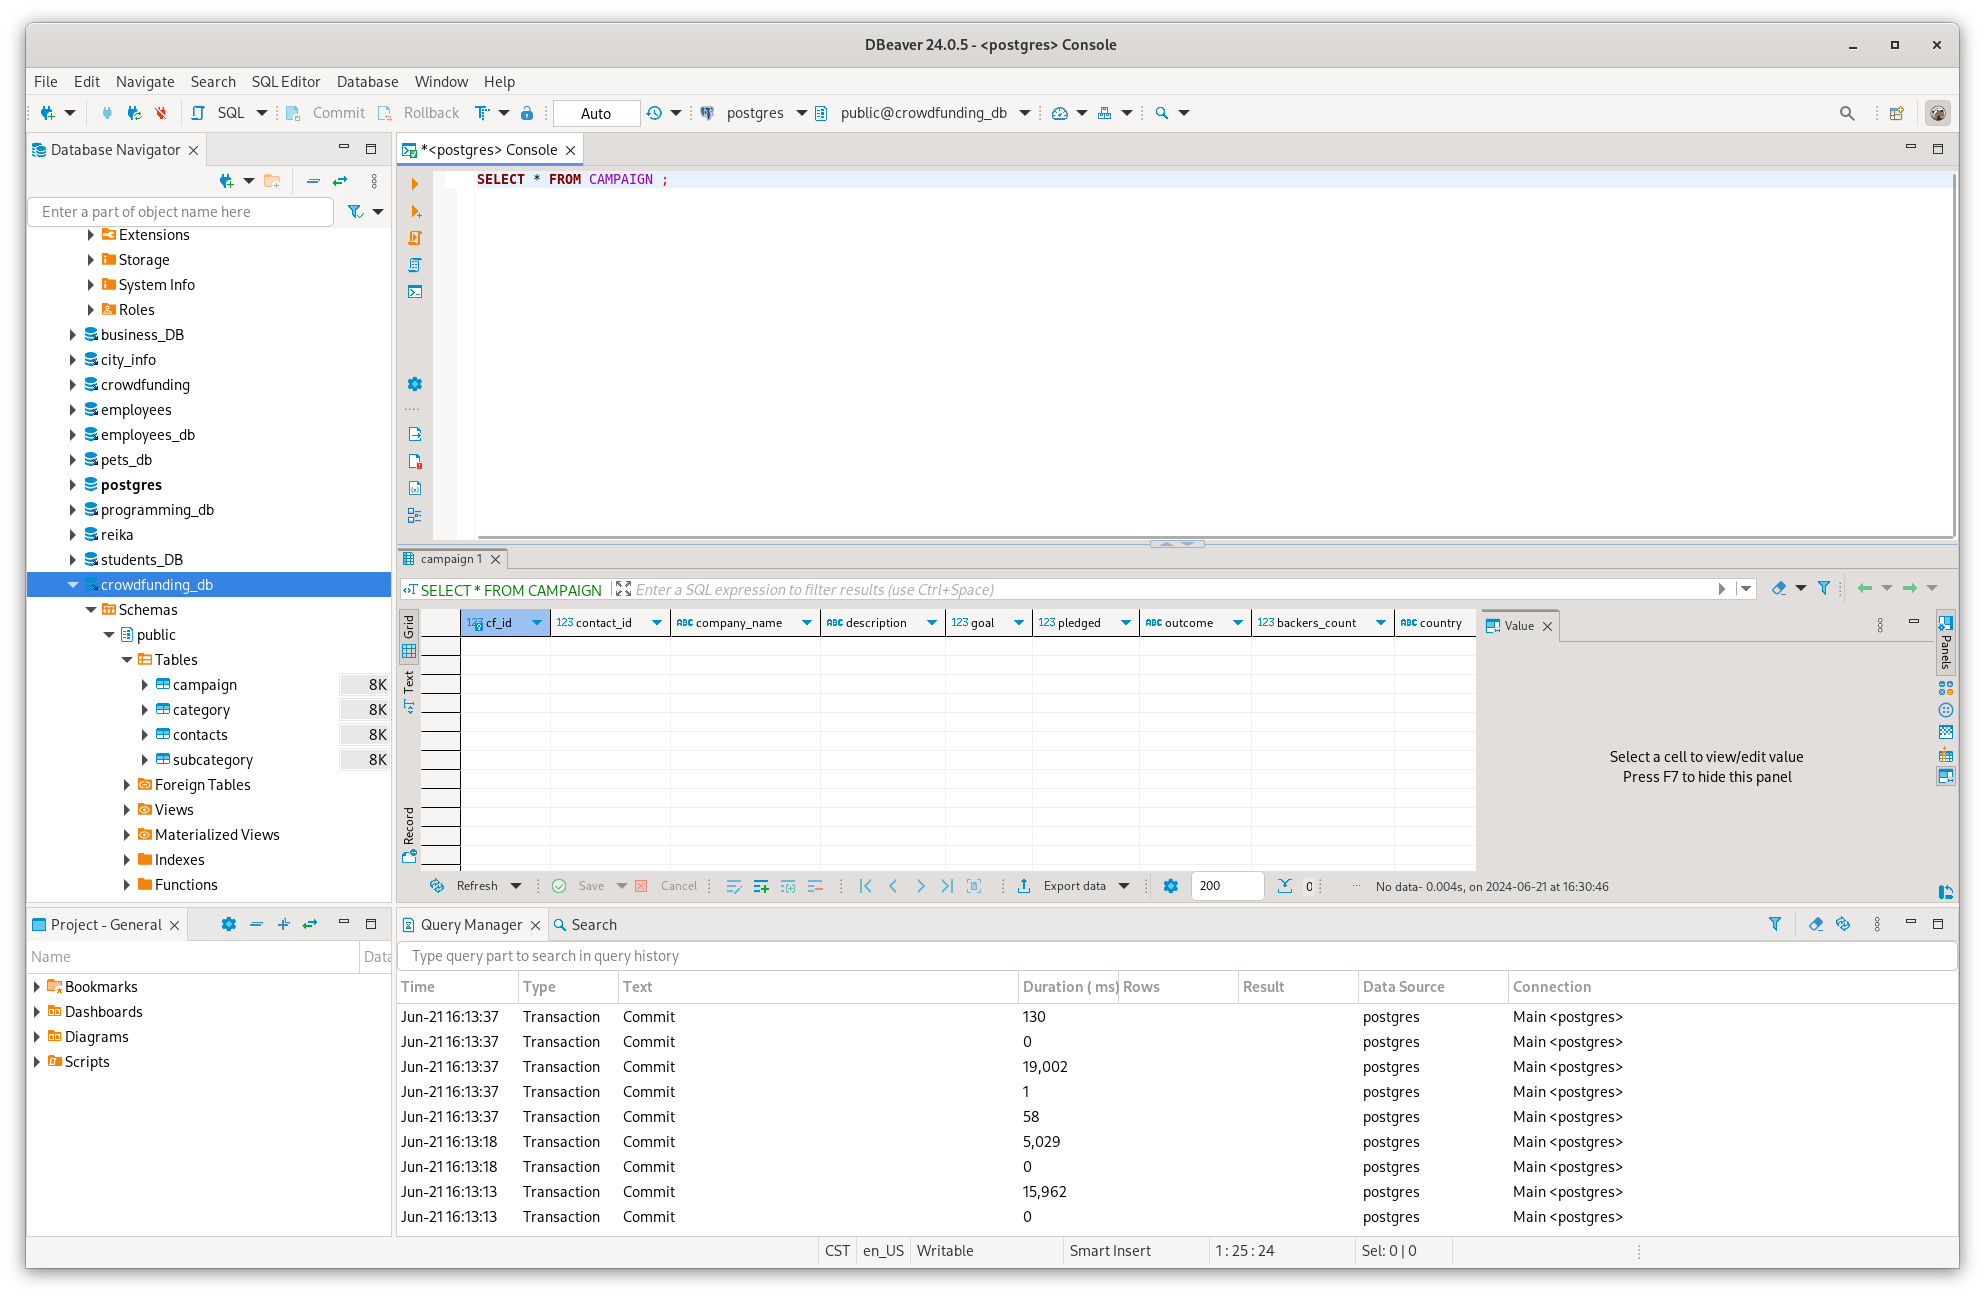 DBeaver 24.0.5 - <postgres> Console
File Edit Navigate Search SQL Editor Database Window Help
SQL Commit Rollback Auto postgres public@crowdfunding_db
Database Navigator
Enter a part of object name here
Extensions
Storage
System Info
Roles
business_DB
city_info
crowdfunding
employees
employees_db
pets_db
postgres
programming_db
reika
students_DB
crowdfunding_db
Schemas
public
Tables
campaign 8K
category 8K
contacts 8K
subcategory 8K
Foreign Tables
Views
Materialized Views
Indexes
Functions
*<postgres> Console
SELECT * FROM CAMPAIGN ;
campaign 1
SELECT * FROM CAMPAIGN Enter a SQL expression to filter results (use Ctrl+Space)
Grid
Text
Record
123 cf_id 123 contact_id ABC company_name ABC description 123 goal 123 pledged ABC outcome 123 backers_count ABC country
Value
Select a cell to view/edit value
Press F7 to hide this panel
Panels
Refresh Save Cancel Export data 200 0 ... No data - 0.004s, on 2024-06-21 at 16:30:46
Project - General
Name Data
Bookmarks
Dashboards
Diagrams
Scripts
Query Manager Search
Type query part to search in query history
Time Type Text Duration ( ms) Rows Result Data Source Connection
Jun-21 16:13:37 Transaction Commit 130 postgres Main <postgres>
Jun-21 16:13:37 Transaction Commit 0 postgres Main <postgres>
Jun-21 16:13:37 Transaction Commit 19,002 postgres Main <postgres>
Jun-21 16:13:37 Transaction Commit 1 postgres Main <postgres>
Jun-21 16:13:37 Transaction Commit 58 postgres Main <postgres>
Jun-21 16:13:18 Transaction Commit 5,029 postgres Main <postgres>
Jun-21 16:13:18 Transaction Commit 0 postgres Main <postgres>
Jun-21 16:13:13 Transaction Commit 15,962 postgres Main <postgres>
Jun-21 16:13:13 Transaction Commit 0 postgres Main <postgres>
CST en_US Writable Smart Insert 1 : 25 : 24 Sel: 0 | 0